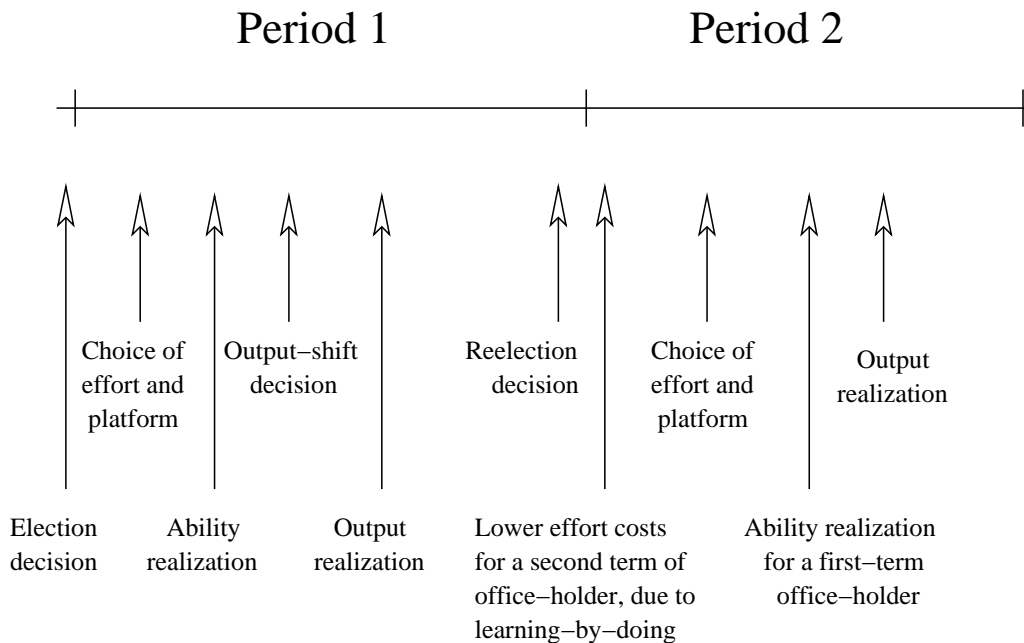 Period 1
Period 2
Choice of
effort and
platform
Output−shift
decision
Reelection
decision
Choice of
effort and
platform
Output
realization
Election
decision
Ability
realization
Output
realization
Lower effort costs
for a second term of
office−holder, due to
learning−by−doing
Ability realization
for a first−term
office−holder